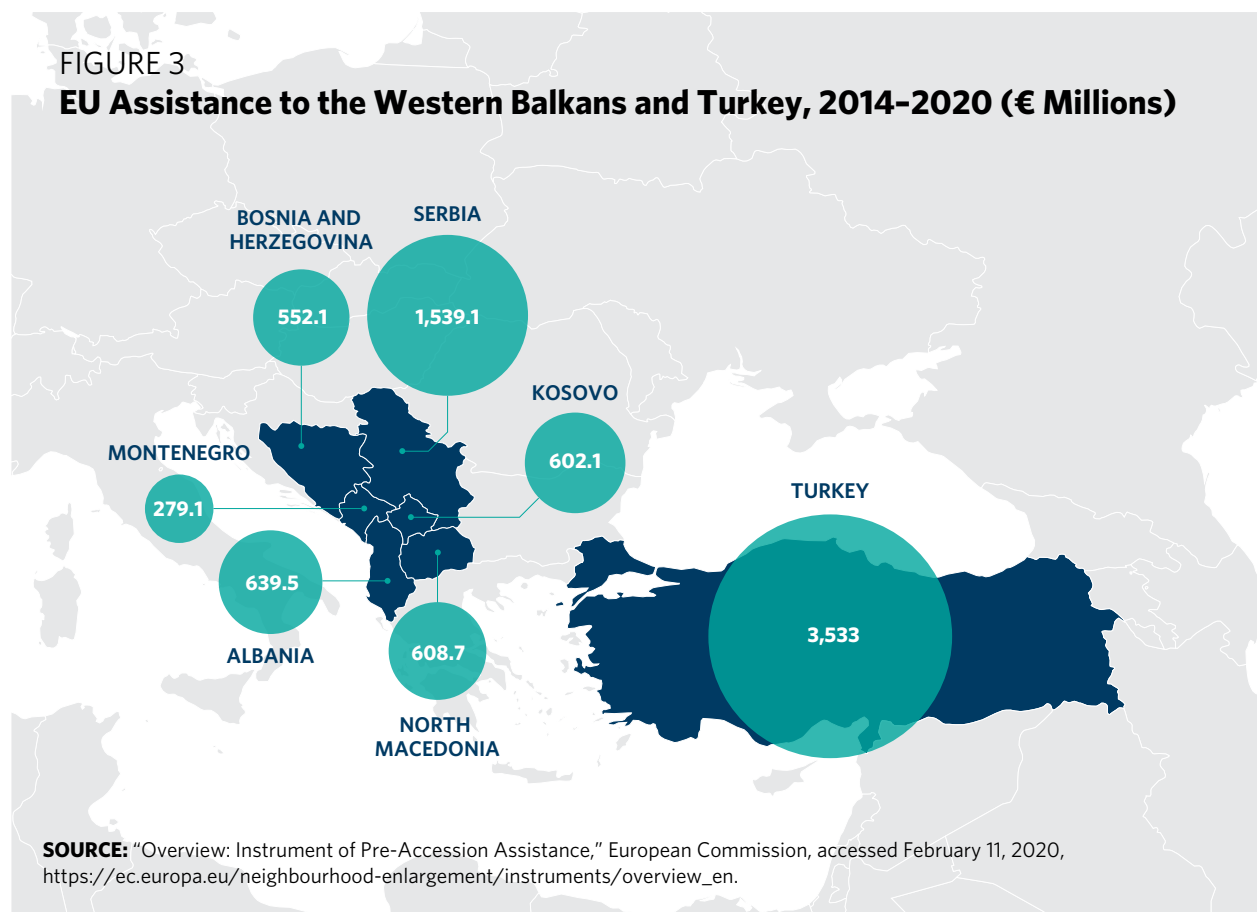 FIGURE 3
EU Assistance to the Western Balkans and Turkey, 2014–2020 (€ Millions)
BOSNIA AND
HERZEGOVINA
552.1
SERBIA
1,539.1
KOSOVO
602.1
MONTENEGRO
279.1
TURKEY
3,533
639.5
ALBANIA
608.7
NORTH
MACEDONIA
SOURCE: “Overview: Instrument of Pre-Accession Assistance,” European Commission, accessed February 11, 2020,
https://ec.europa.eu/neighbourhood-enlargement/instruments/overview_en.